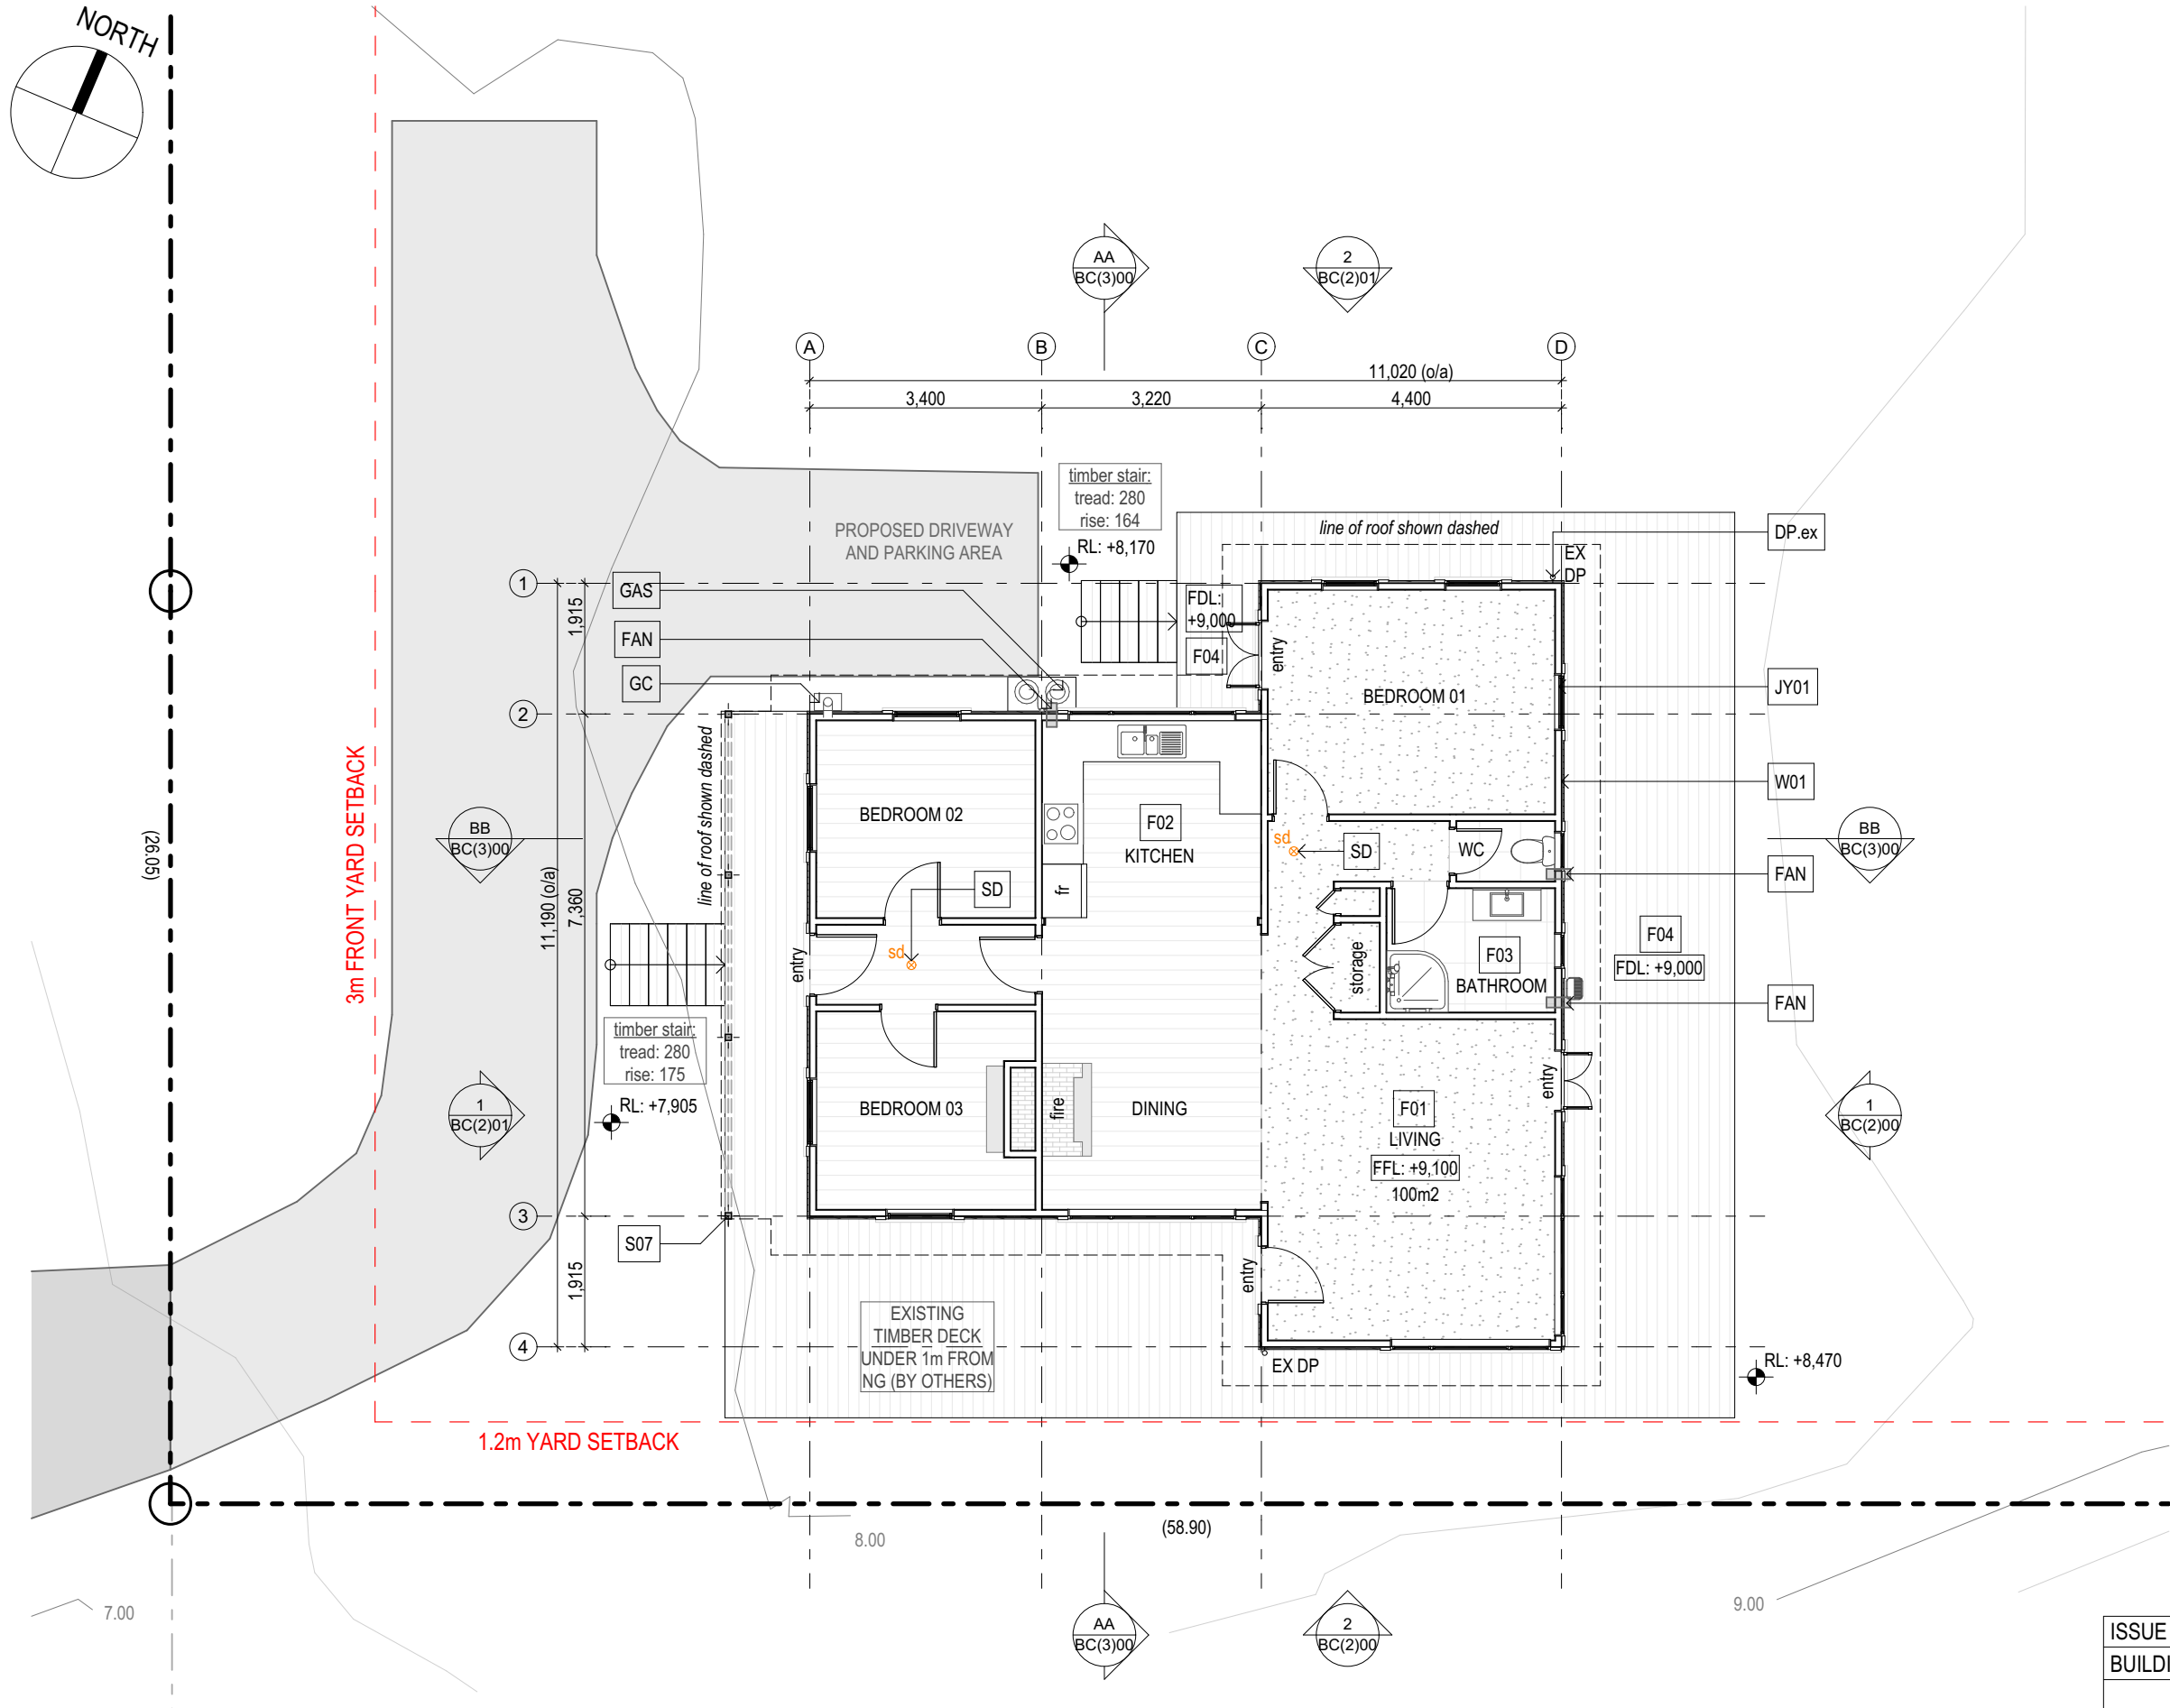 NORTH
AA
BC(3)00
2
BC(2)01
A
B
C
D
11,020 (o/a)
3,400
3,220
4,400
timber stair:
tread: 280
rise: 164
RL: +8,170
line of roof shown dashed
DP.ex
EX
DP
PROPOSED DRIVEWAY
AND PARKING AREA
1
GAS
1,915
FDL:
+9,000
FAN
F04
entry
GC
BEDROOM 01
JY01
2
line of roof shown dashed
3m FRONT YARD SETBACK
W01
BEDROOM 02
F02
KITCHEN
(26.05)
BB
BC(3)00
sd
SD
WC
BB
BC(3)00
FAN
11,190 (o/a)
7,360
SD
fr
F04
FDL: +9,000
sd
entry
storage
F03
BATHROOM
FAN
timber stair:
tread: 280
rise: 175
RL: +7,905
1
BC(2)01
BEDROOM 03
fire
DINING
F01
LIVING
FFL: +9,100
100m2
entry
1
BC(2)00
3
S07
1,915
entry
EXISTING
TIMBER DECK
UNDER 1m FROM
NG (BY OTHERS)
4
EX DP
RL: +8,470
1.2m YARD SETBACK
(58.90)
8.00
7.00
9.00
AA
BC(3)00
2
BC(2)00
ISSUE
BUILDI